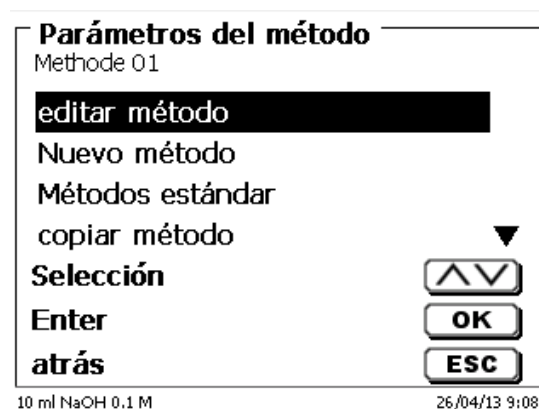 Parámetros del método
Methode 01
editar método
Nuevo método
Métodos estándar
copiar método
Selección
Enter OK
atrás ESC
10 ml NaOH 0.1 M 26/04/13 9:08